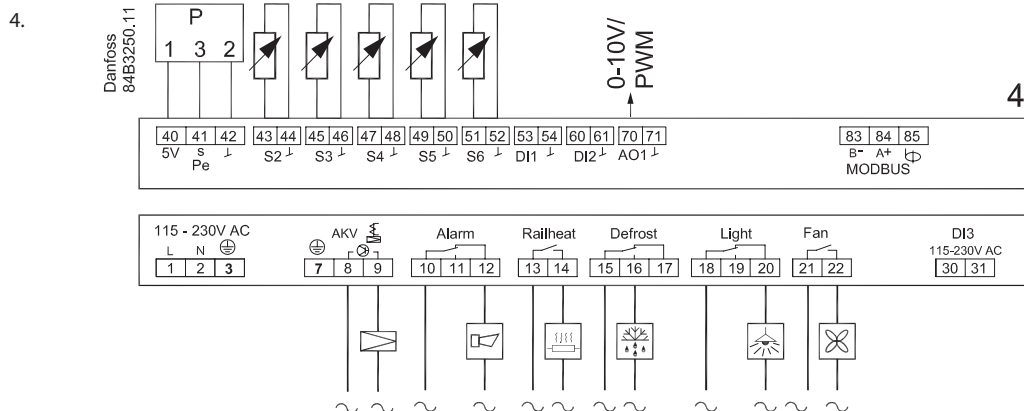 4.
Danfoss
84B3250.11
P
1 3 2
0-10V/
PWM
4
40 41 42 43 44 45 46 47 48 49 50 51 52 53 54 60 61 70 71 83 84 85
5V s S2 S3 S4 S5 S6 DI1 DI2 AO1 B- A+
Pe MODBUS
115 - 230V AC AKV Alarm Railheat Defrost Light Fan DI3
L N 115-230V AC
1 2 3 7 8 9 10 11 12 13 14 15 16 17 18 19 20 21 22 30 31